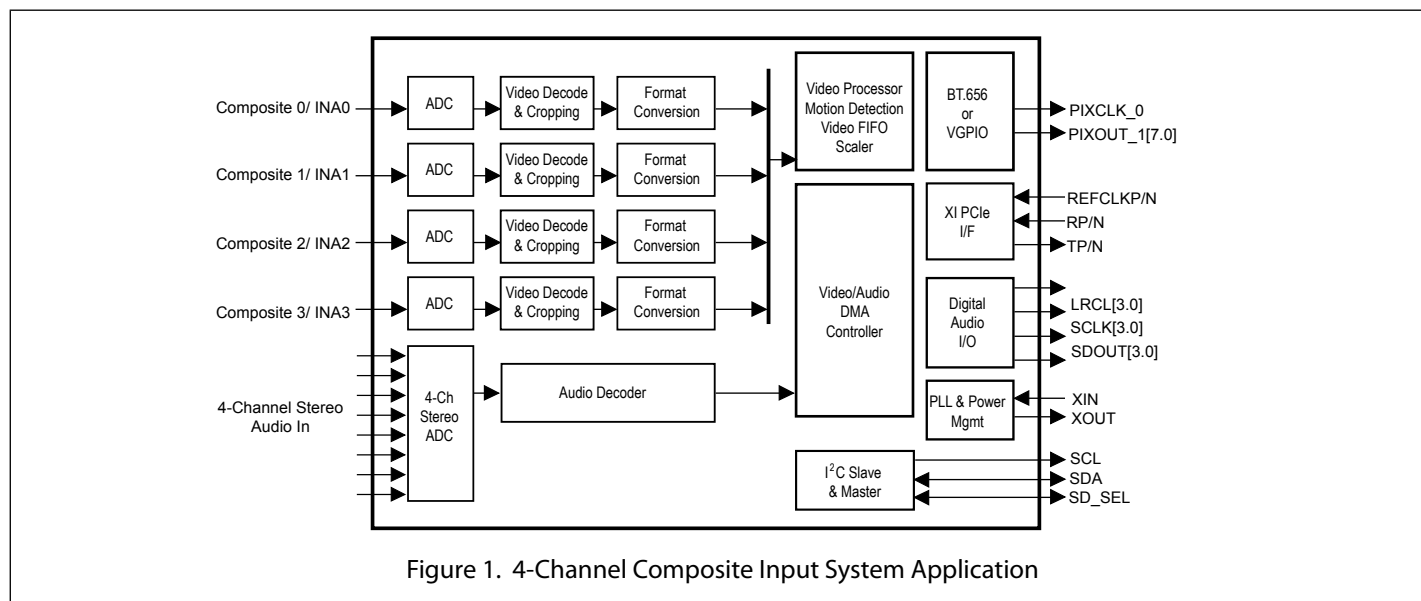 Composite 0/ INA0
ADC
Video Decode
& Cropping
Format
Conversion
Composite 1/ INA1
ADC
Video Decode
& Cropping
Format
Conversion
Composite 2/ INA2
ADC
Video Decode
& Cropping
Format
Conversion
Composite 3/ INA3
ADC
Video Decode
& Cropping
Format
Conversion
4-Channel Stereo
Audio In
4-Ch
Stereo
ADC
Audio Decoder
Video Processor
Motion Detection
Video FIFO
Scaler
Video/Audio
DMA
Controller
I2C Slave
& Master
BT.656
or
VGPIO
PIXCLK_0
PIXOUT_1[7.0]
XI PCIe
I/F
REFCLKP/N
RP/N
TP/N
Digital
Audio
I/O
LRCL[3.0]
SCLK[3.0]
SDOUT[3.0]
PLL & Power
Mgmt
XIN
XOUT
SCL
SDA
SD_SEL
Figure 1. 4-Channel Composite Input System Application